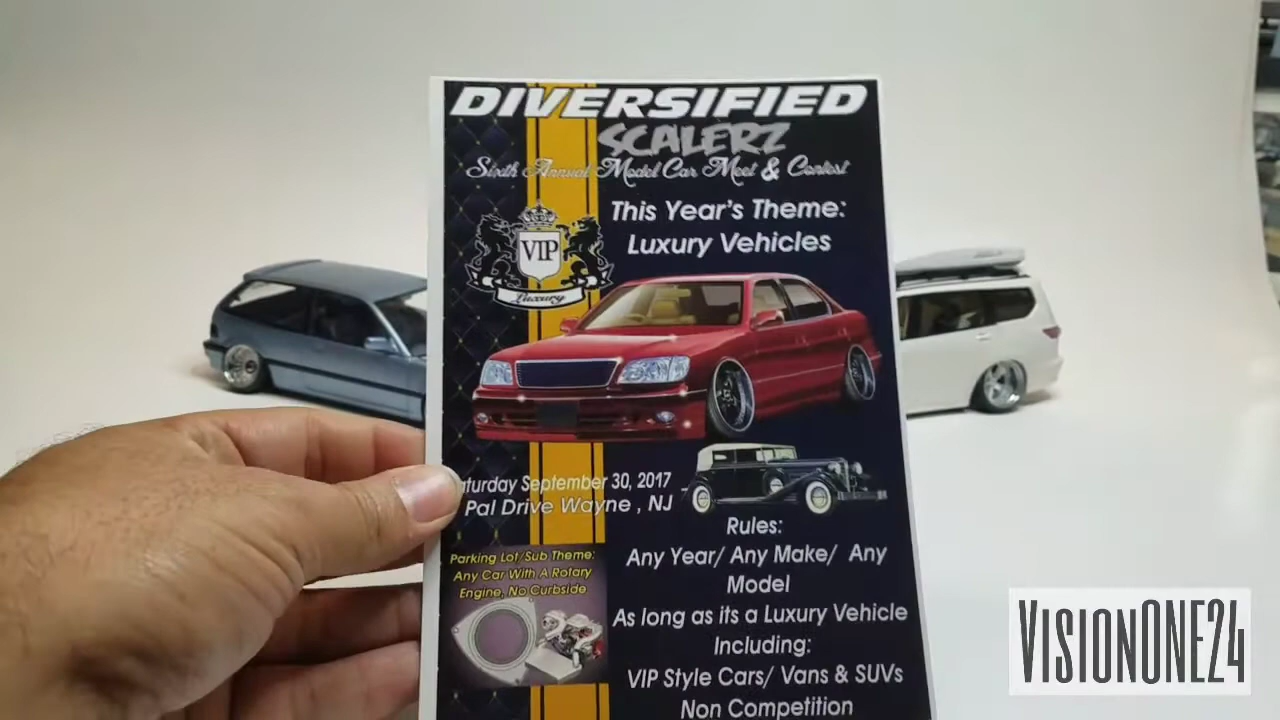 DIVERSIFIED
SCALERZ
Sixth Annual Model Car Meet & Contest
This Year's Theme:
Luxury Vehicles
VIP
Luxury
aturday September 30, 2017
Pal Drive Wayne , NJ
Parking Lot/Sub Theme:
Any Car With A Rotary
Engine, No Curbside
Rules:
Any Year/ Any Make/ Any
Model
As long as its a Luxury Vehicle
Including:
VIP Style Cars/ Vans & SUVs
Non Competition
VISIONONE24